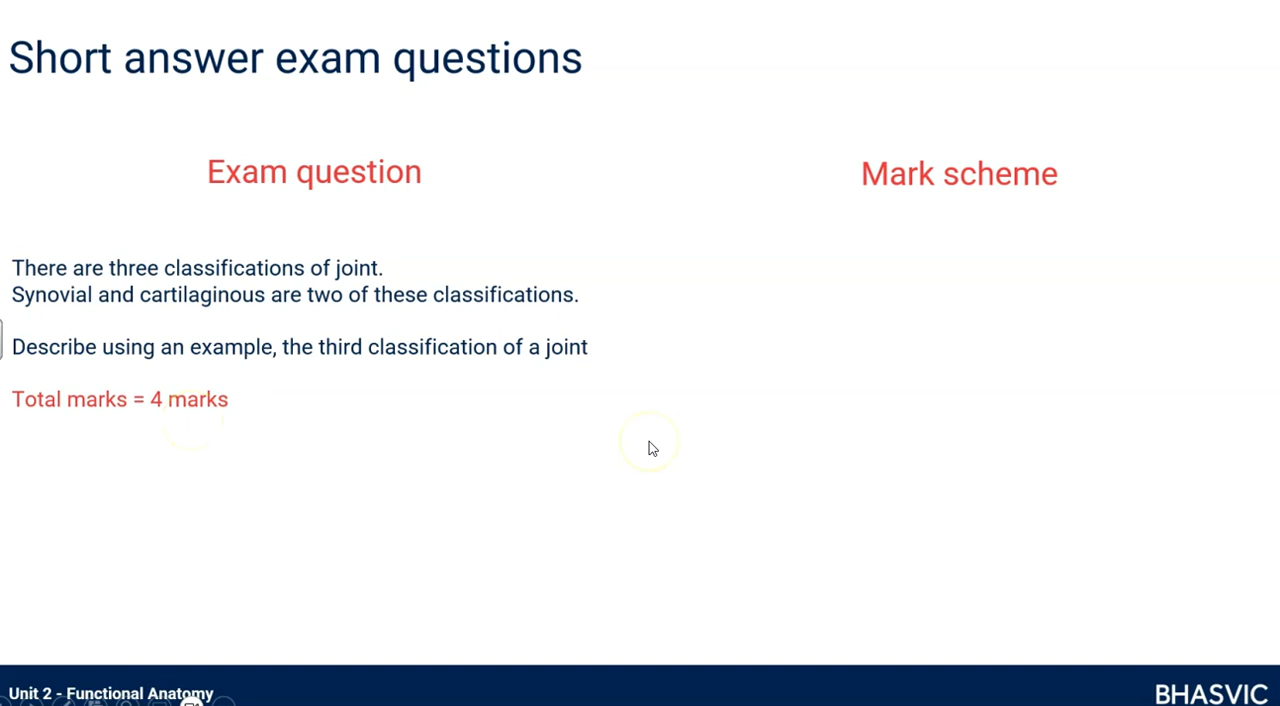 Short answer exam questions
Exam question
Mark scheme
There are three classifications of joint.
Synovial and cartilaginous are two of these classifications.
Describe using an example, the third classification of a joint
Total marks = 4 marks
Unit 2 - Functional Anatomy
BHASVIC